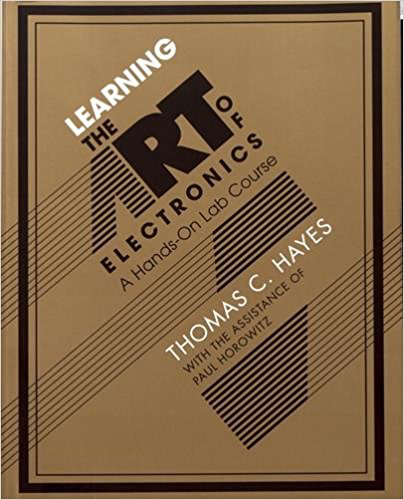 LEARNING
THE
ART OF
ELECTRONICS
A Hands-On Lab Course
THOMAS C. HAYES
WITH THE ASSISTANCE OF
PAUL HOROWITZ